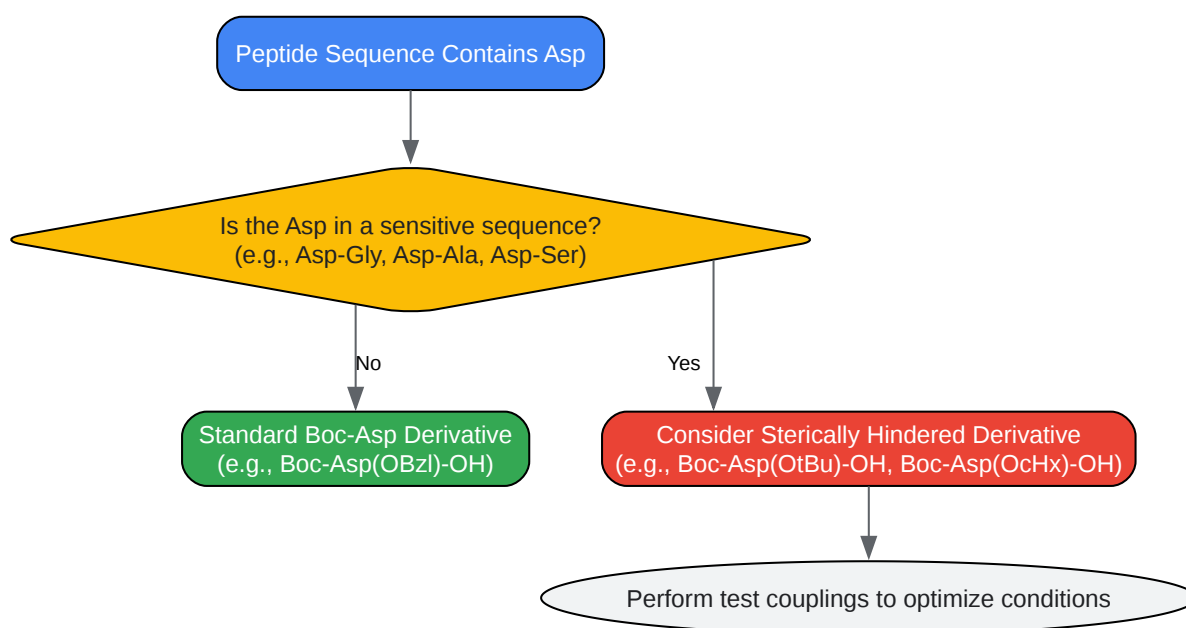 Peptide Sequence Contains Asp
Is the Asp in a sensitive sequence?
(e.g., Asp-Gly, Asp-Ala, Asp-Ser)
No
Yes
Standard Boc-Asp Derivative
(e.g., Boc-Asp(OBzl)-OH)
Consider Sterically Hindered Derivative
(e.g., Boc-Asp(OtBu)-OH, Boc-Asp(OcHx)-OH)
Perform test couplings to optimize conditions